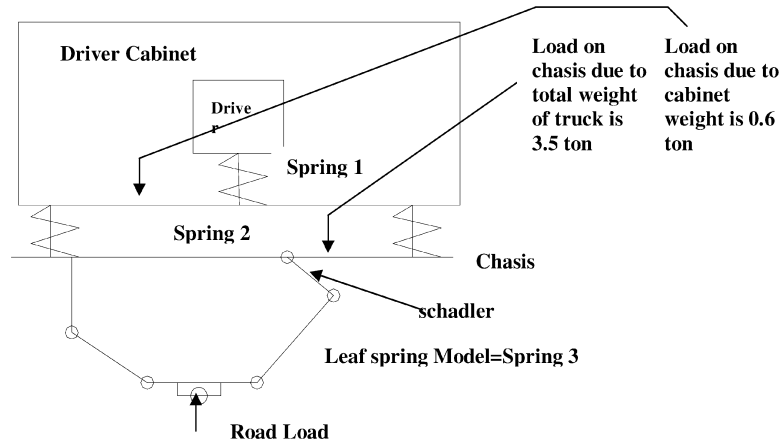 Driver Cabinet
Load on
chasis due to
total weight
of truck is
3.5 ton
Load on
chasis due to
cabinet
weight is 0.6
ton
Drive
r
Spring 1
Spring 2
Chasis
schadler
Leaf spring Model=Spring 3
Road Load